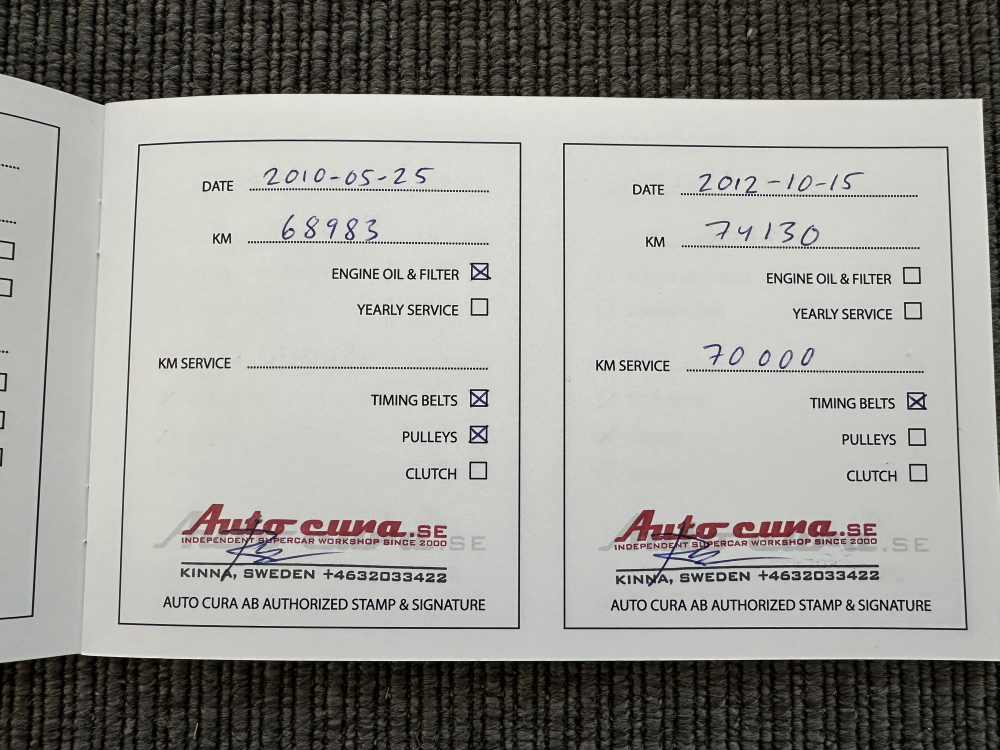 DATE 2010-05-25
KM 68983
ENGINE OIL & FILTER
YEARLY SERVICE
KM SERVICE
TIMING BELTS
PULLEYS
CLUTCH
Auto cura.SE
INDEPENDENT SUPERCAR WORKSHOP SINCE 2000
KINNA, SWEDEN +4632033422
AUTO CURA AB AUTHORIZED STAMP & SIGNATURE
DATE 2012-10-15
KM 74130
ENGINE OIL & FILTER
YEARLY SERVICE
KM SERVICE 70 000
TIMING BELTS
PULLEYS
CLUTCH
Auto cura.SE
INDEPENDENT SUPERCAR WORKSHOP SINCE 2000
KINNA, SWEDEN +4632033422
AUTO CURA AB AUTHORIZED STAMP & SIGNATURE